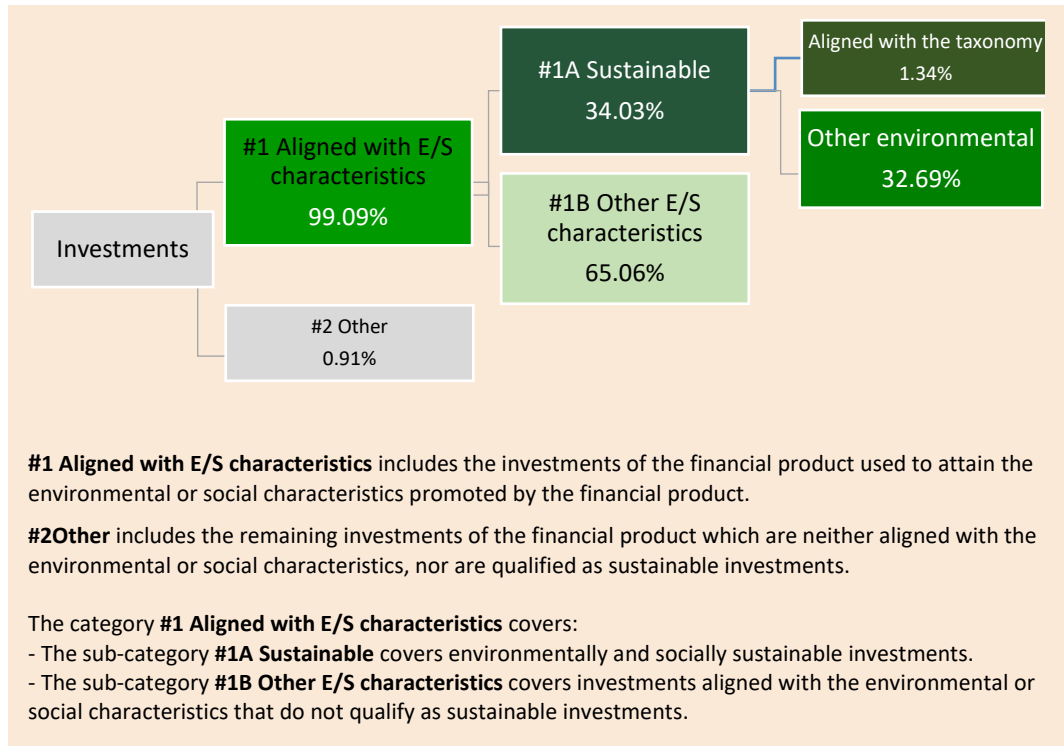 Investments
#1 Aligned with E/S
characteristics
99.09%
#2 Other
0.91%
#1A Sustainable
34.03%
#1B Other E/S
characteristics
65.06%
Aligned with the taxonomy
1.34%
Other environmental
32.69%
#1 Aligned with E/S characteristics includes the investments of the financial product used to attain the
environmental or social characteristics promoted by the financial product.
#2Other includes the remaining investments of the financial product which are neither aligned with the
environmental or social characteristics, nor are qualified as sustainable investments.
The category #1 Aligned with E/S characteristics covers:
- The sub-category #1A Sustainable covers environmentally and socially sustainable investments.
- The sub-category #1B Other E/S characteristics covers investments aligned with the environmental or
social characteristics that do not qualify as sustainable investments.